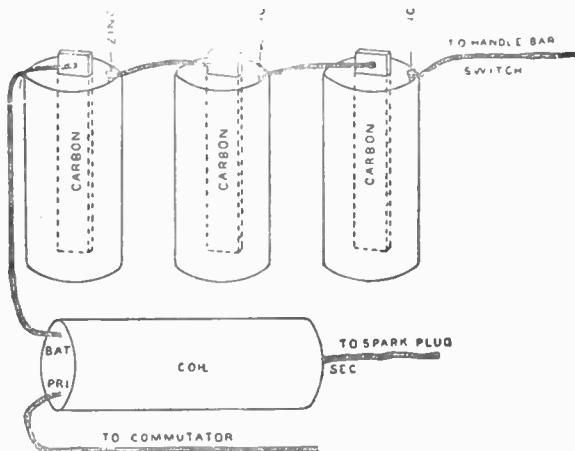 ZINC
TO HANDLE BAR
SWITCH
CARBON
CARBON
CARBON
BAT
PRI
COIL
TO SPARK PLUG
SEC
TO COMMUTATOR